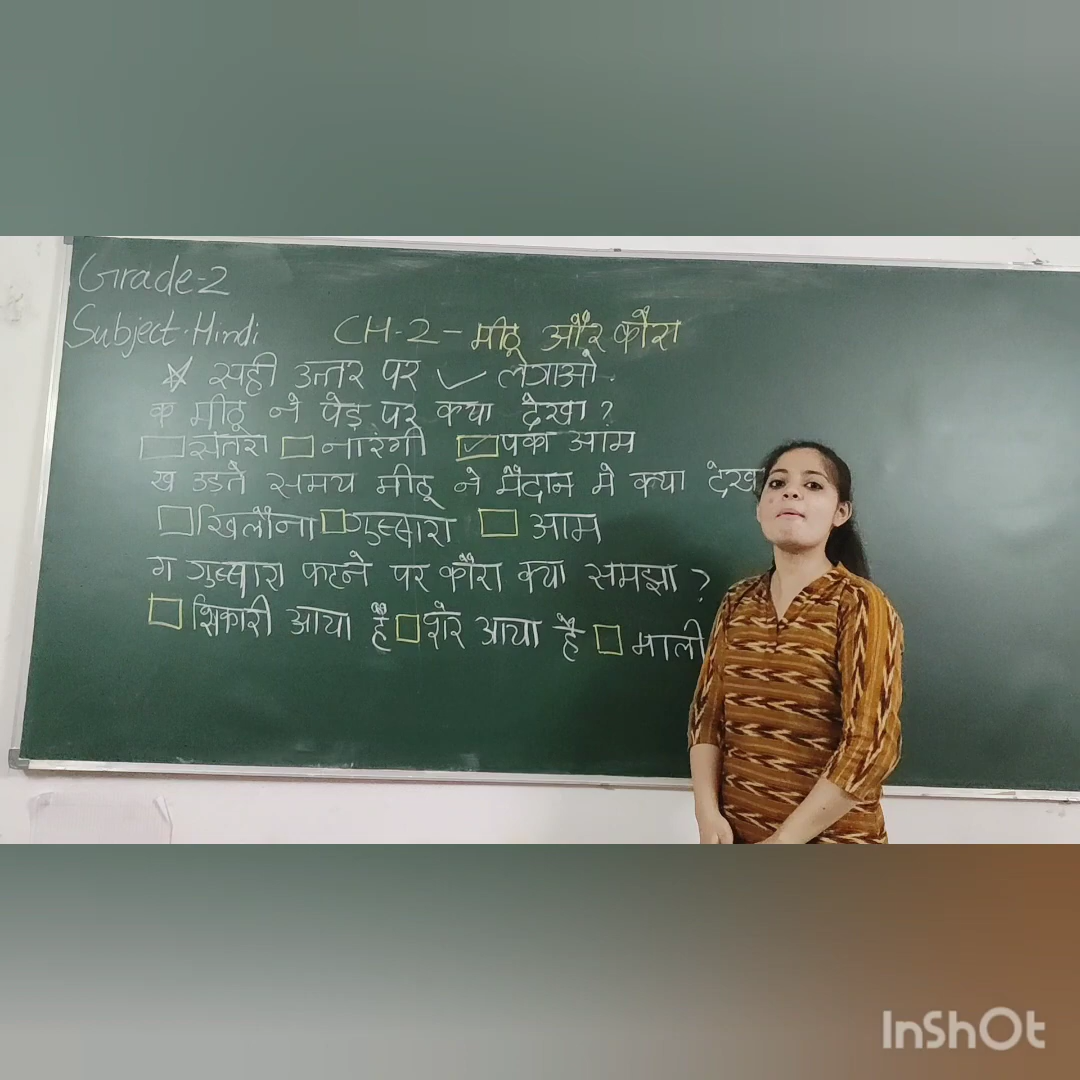 Grade-2
Subject-Hindi CH-2- मीठू और कौरा
☆ सही उत्तर पर ✓ लगाओ.
क मीठू ने पेड़ पर क्या देखा?
□ संतरा □ नारंगी ☑ पका आम
ख उडते समय मीठू ने मैदान मे क्या देख
□ खिलौना □ गुब्बारा □ आम
ग गुब्बारा फटने पर कौरा क्या समझा?
□ शिकारी आया है □ शेर आया है □ माली
InShOt